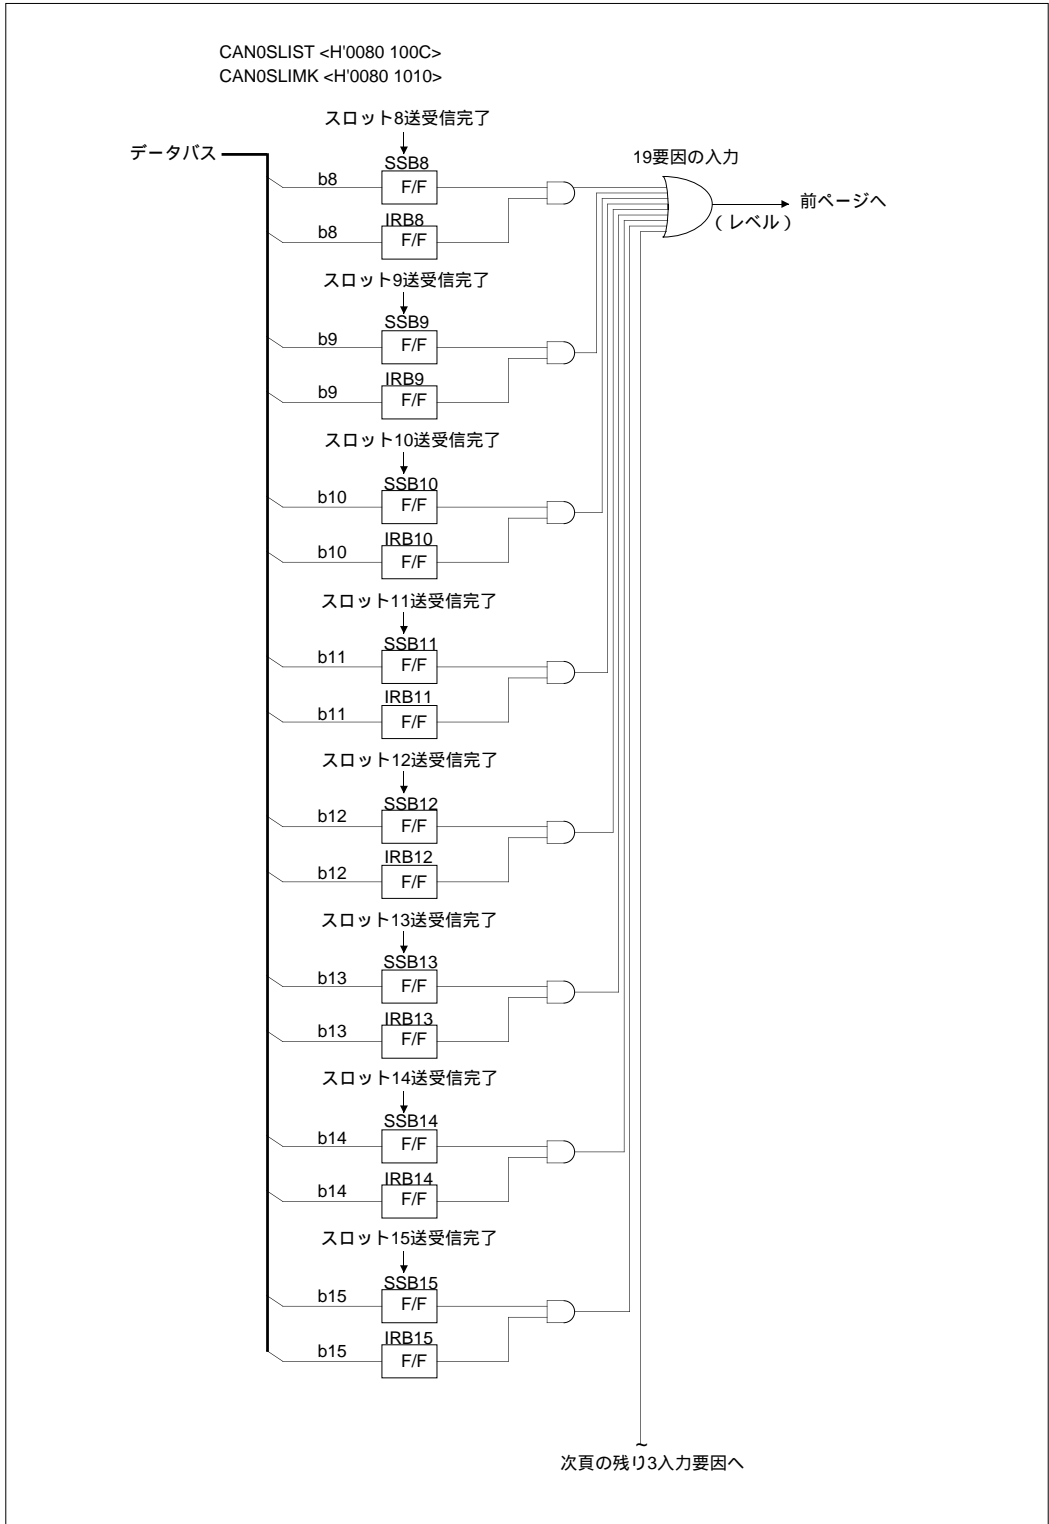 CAN0SLIST <H'0080 100C>
CAN0SLIMK <H'0080 1010>
スロット8送受信完了
データバス
19要因の入力
SSB8
b8
F/F
前ページへ
(レベル)
IRB8
b8
F/F
スロット9送受信完了
SSB9
b9
F/F
IRB9
b9
F/F
スロット10送受信完了
SSB10
b10
F/F
IRB10
b10
F/F
スロット11送受信完了
SSB11
b11
F/F
IRB11
b11
F/F
スロット12送受信完了
SSB12
b12
F/F
IRB12
b12
F/F
スロット13送受信完了
SSB13
b13
F/F
IRB13
b13
F/F
スロット14送受信完了
SSB14
b14
F/F
IRB14
b14
F/F
スロット15送受信完了
SSB15
b15
F/F
IRB15
b15
F/F
~
次頁の残り3入力要因へ